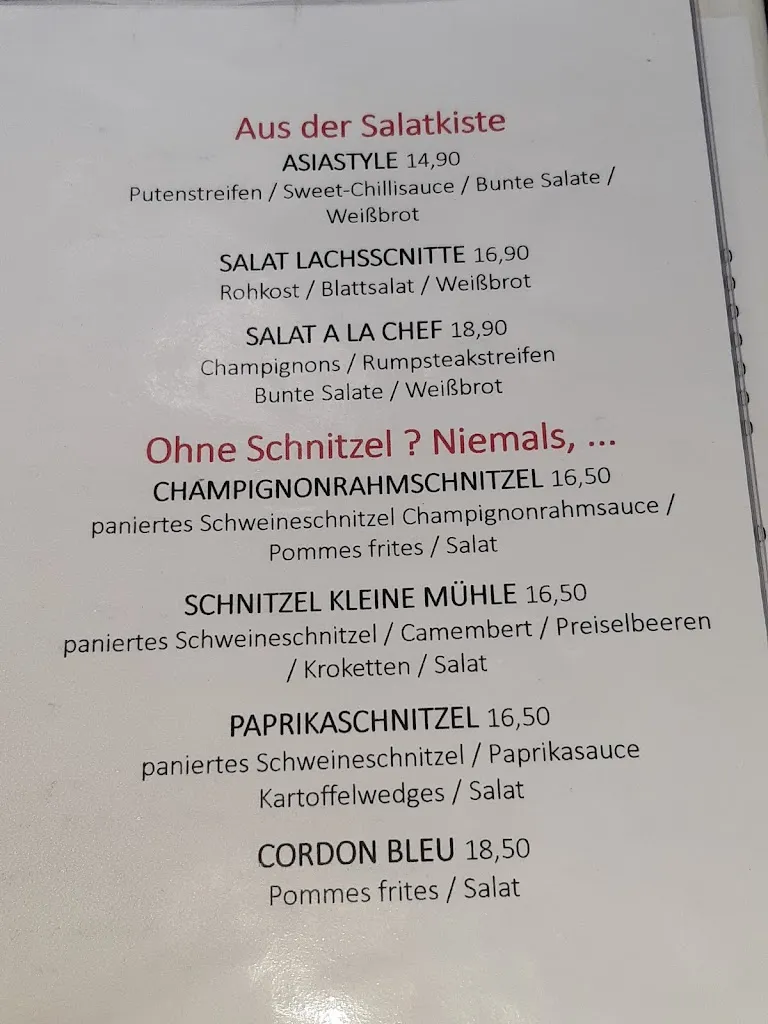 Aus der Salatkiste
ASIASTYLE 14,90
Putenstreifen / Sweet-Chillisauce / Bunte Salate /
Weißbrot
SALAT LACHSSCNITTE 16,90
Rohkost / Blattsalat / Weißbrot
SALAT A LA CHEF 18,90
Champignons / Rumpsteakstreifen
Bunte Salate / Weißbrot
Ohne Schnitzel ? Niemals, ...
CHAMPIGNONRAHMSCHNITZEL 16,50
paniertes Schweineschnitzel Champignonrahmsauce /
Pommes frites / Salat
SCHNITZEL KLEINE MÜHLE 16,50
paniertes Schweineschnitzel / Camembert / Preiselbeeren
/ Kroketten / Salat
PAPRIKASCHNITZEL 16,50
paniertes Schweineschnitzel / Paprikasauce
Kartoffelwedges / Salat
CORDON BLEU 18,50
Pommes frites / Salat